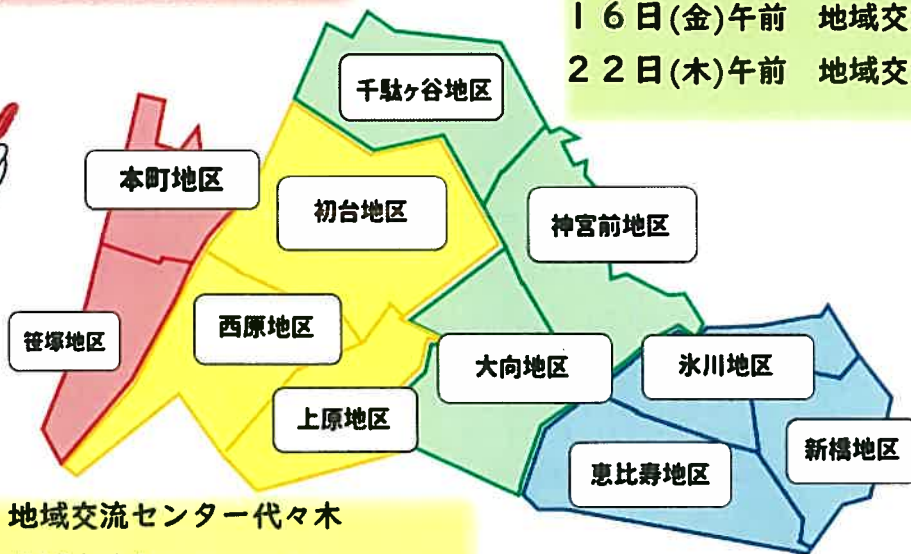 16日(金)午前　地域交
22日(木)午前　地域交
千駄ヶ谷地区
本町地区
初台地区
神宮前地区
笹塚地区
西原地区
大向地区
氷川地区
上原地区
恵比寿地区
新橋地区
地域交流センター代々木